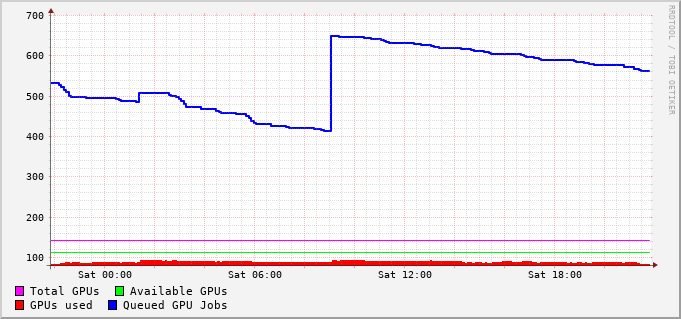 700
600
500
400
300
200
100
Sat 00:00 Sat 06:00 Sat 12:00 Sat 18:00
Total GPUs Available GPUs
GPUs used Queued GPU Jobs
RRDTOOL / TOBI OETIKER